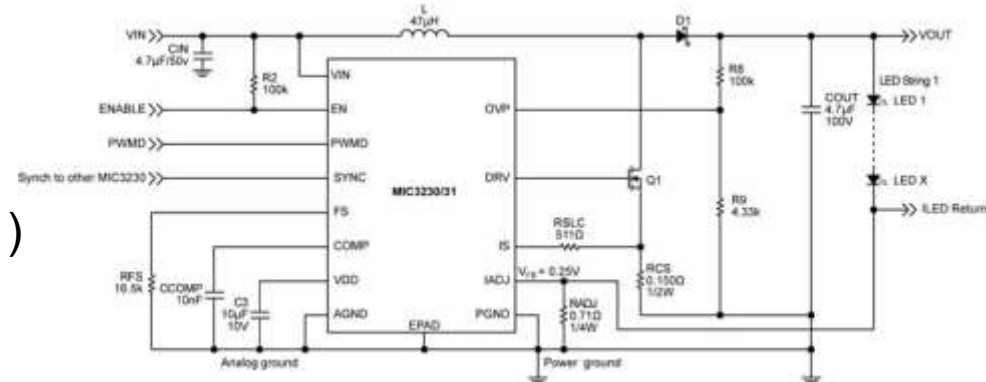 L
47µH
D1
VIN
VOUT
CIN
4.7µF/50v
R2
100k
VIN
R8
100k
LED String 1
LED 1
COUT
4.7µF
100V
ENABLE
EN
OVP
PWMD
PWMD
Synch to other MIC3230
SYNC
MIC3230/31
DRV
Q1
LED X
ILED Return
R9
4.33k
)
FS
RSLC
511Ω
COMP
IS
RFS
16.5k
CCOMP
10nF
VDD
VFB = 0.25V
IADJ
RCS
0.150Ω
1/2W
C3
10µF
10V
RADJ
0.71Ω
1/4W
AGND
PGND
EPAD
Analog ground
Power ground